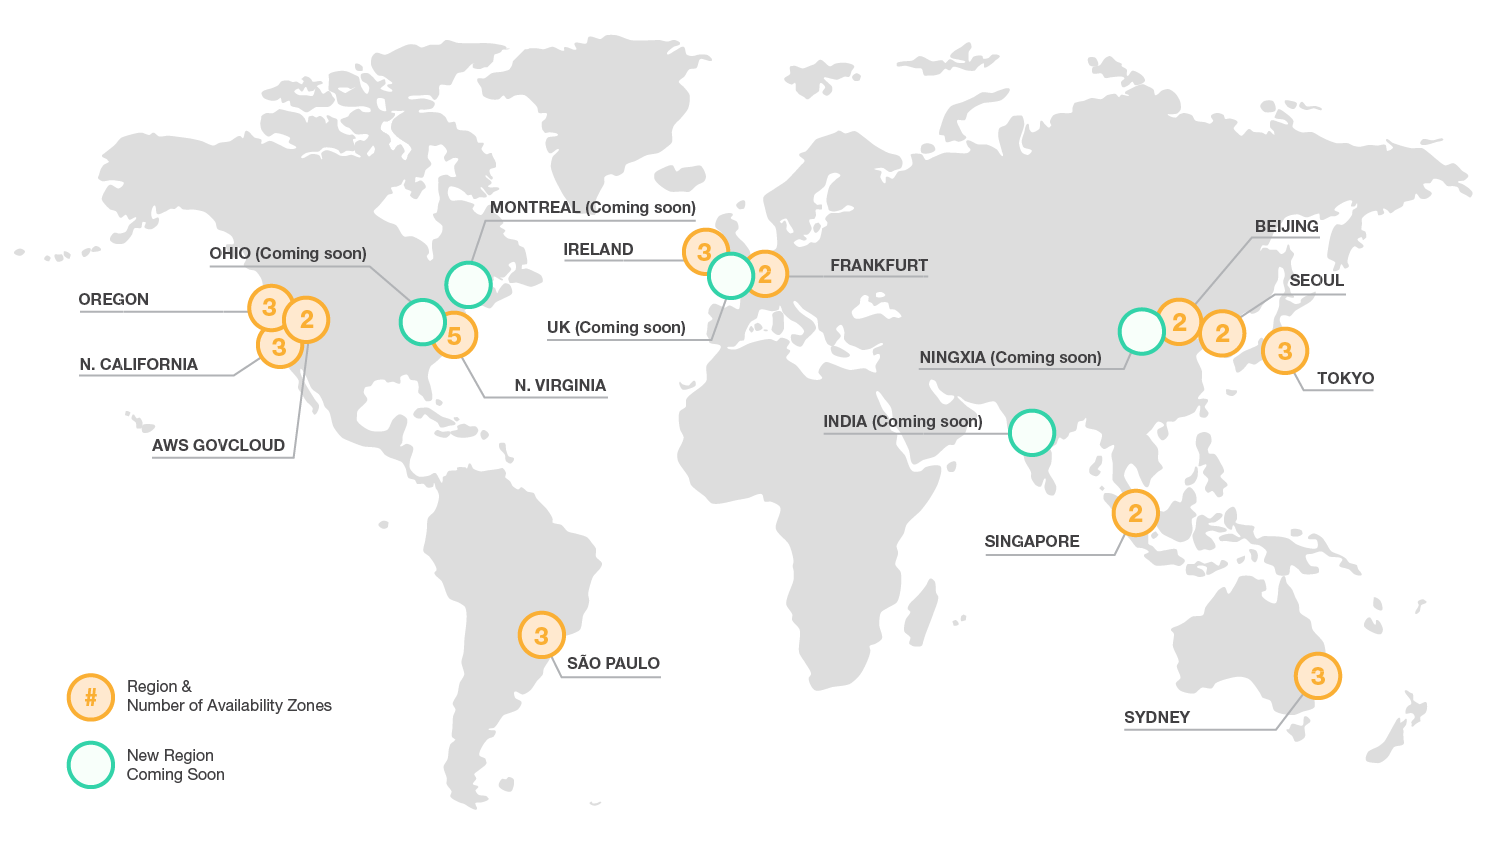 MONTREAL (Coming soon)
BEIJING
IRELAND
3
OHIO (Coming soon)
FRANKFURT
2
SEOUL
OREGON
3
2
UK (Coming soon)
2
2
5
3
N. CALIFORNIA
NINGXIA (Coming soon)
3
TOKYO
N. VIRGINIA
INDIA (Coming soon)
AWS GOVCLOUD
2
SINGAPORE
3
SÃO PAULO
3
SYDNEY
#
Region &
Number of Availability Zones
New Region
Coming Soon